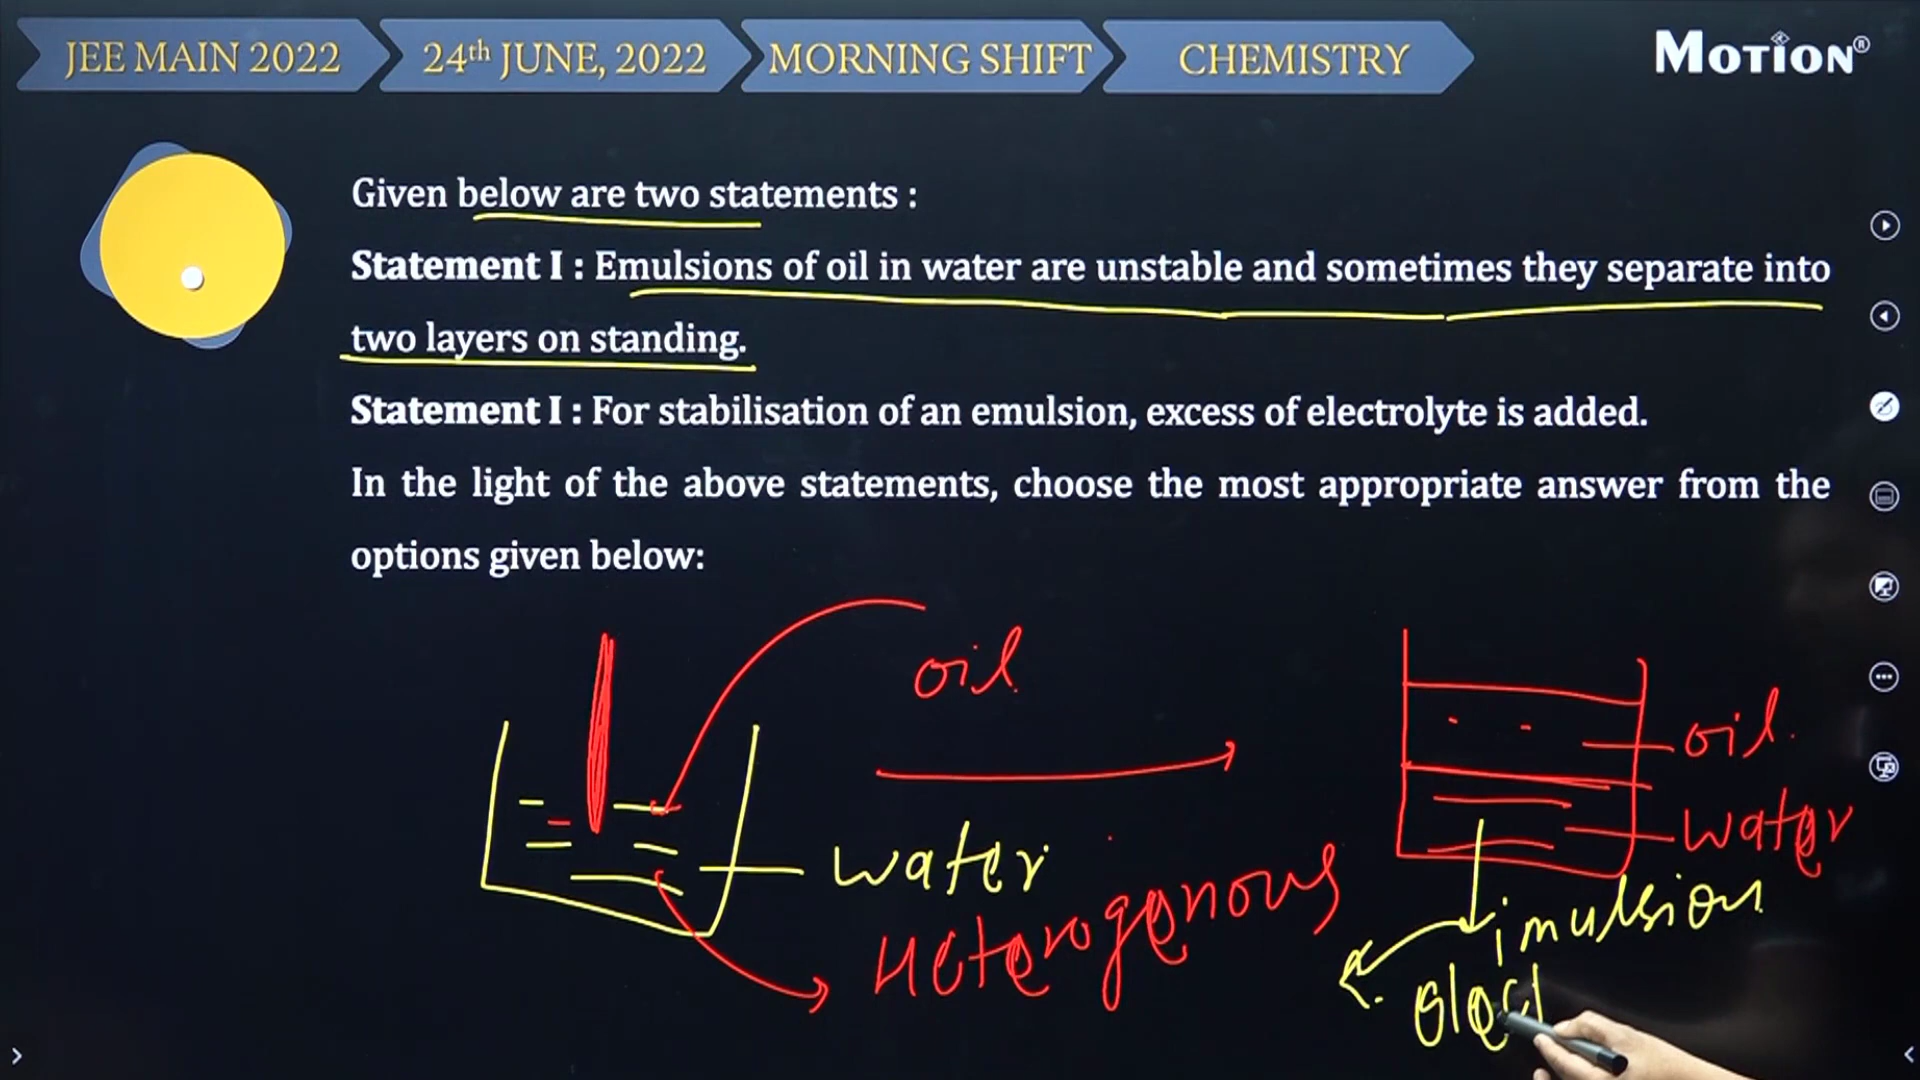 JEE MAIN 2022 24th JUNE, 2022 MORNING SHIFT CHEMISTRY MOTION®
Given below are two statements :
Statement I : Emulsions of oil in water are unstable and sometimes they separate into
two layers on standing.
Statement I : For stabilisation of an emulsion, excess of electrolyte is added.
In the light of the above statements, choose the most appropriate answer from the
options given below:
oil
oil.
water
water
Heterogenous
imulsion
elect